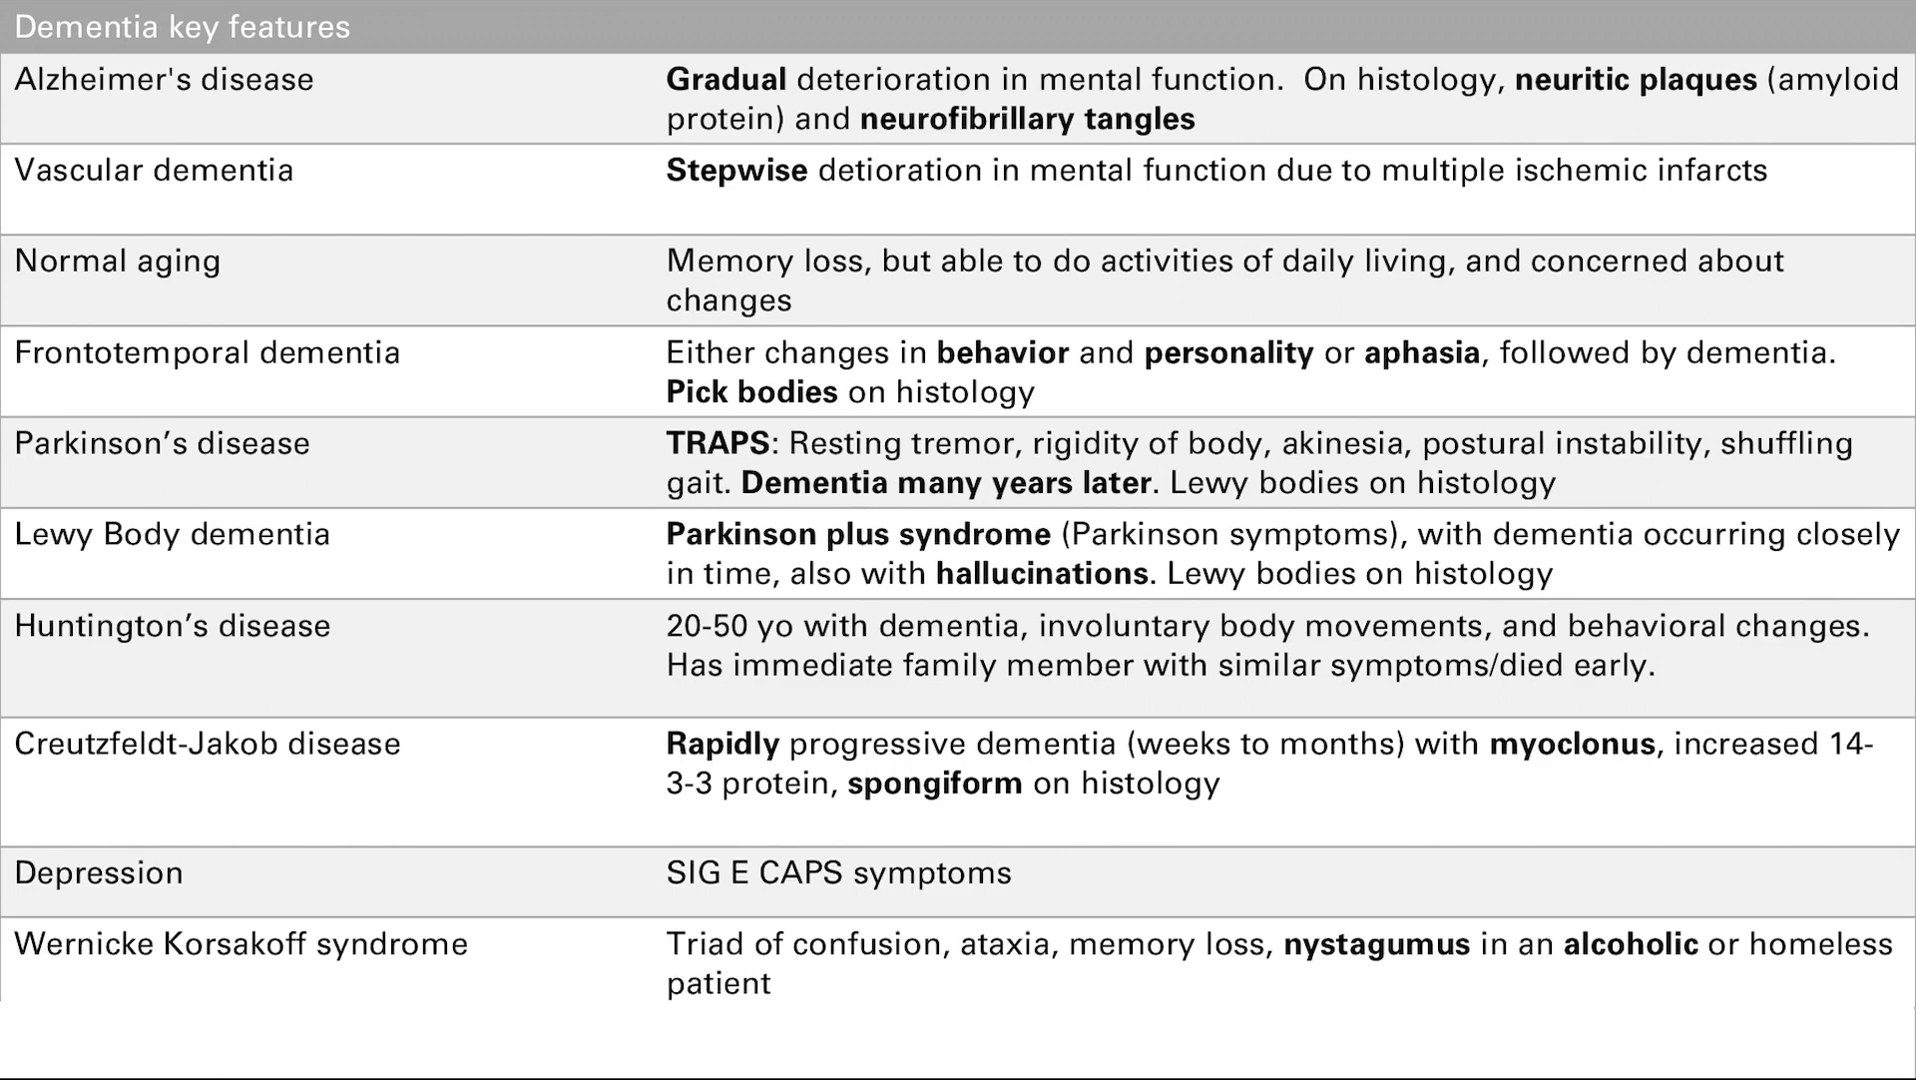 Dementia key features
Alzheimer's disease
Gradual deterioration in mental function.  On histology, neuritic plaques (amyloid
protein) and neurofibrillary tangles
Vascular dementia
Stepwise detioration in mental function due to multiple ischemic infarcts
Normal aging
Memory loss, but able to do activities of daily living, and concerned about
changes
Frontotemporal dementia
Either changes in behavior and personality or aphasia, followed by dementia.
Pick bodies on histology
Parkinson’s disease
TRAPS: Resting tremor, rigidity of body, akinesia, postural instability, shuffling
gait. Dementia many years later. Lewy bodies on histology
Lewy Body dementia
Parkinson plus syndrome (Parkinson symptoms), with dementia occurring closely
in time, also with hallucinations. Lewy bodies on histology
Huntington’s disease
20-50 yo with dementia, involuntary body movements, and behavioral changes.
Has immediate family member with similar symptoms/died early.
Creutzfeldt-Jakob disease
Rapidly progressive dementia (weeks to months) with myoclonus, increased 14-
3-3 protein, spongiform on histology
Depression
SIG E CAPS symptoms
Wernicke Korsakoff syndrome
Triad of confusion, ataxia, memory loss, nystagumus in an alcoholic or homeless
patient